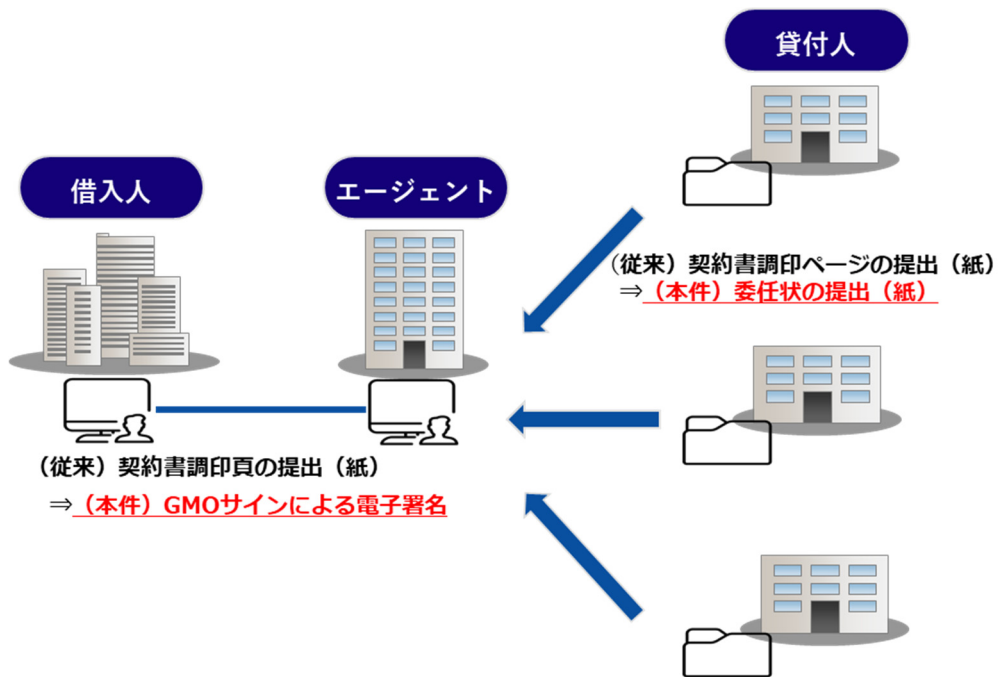 貸付人
借入人
エージェント
（従来）契約書調印ページの提出（紙）
⇒（本件）委任状の提出（紙）
（従来）契約書調印頁の提出（紙）
⇒（本件）GMOサインによる電子署名